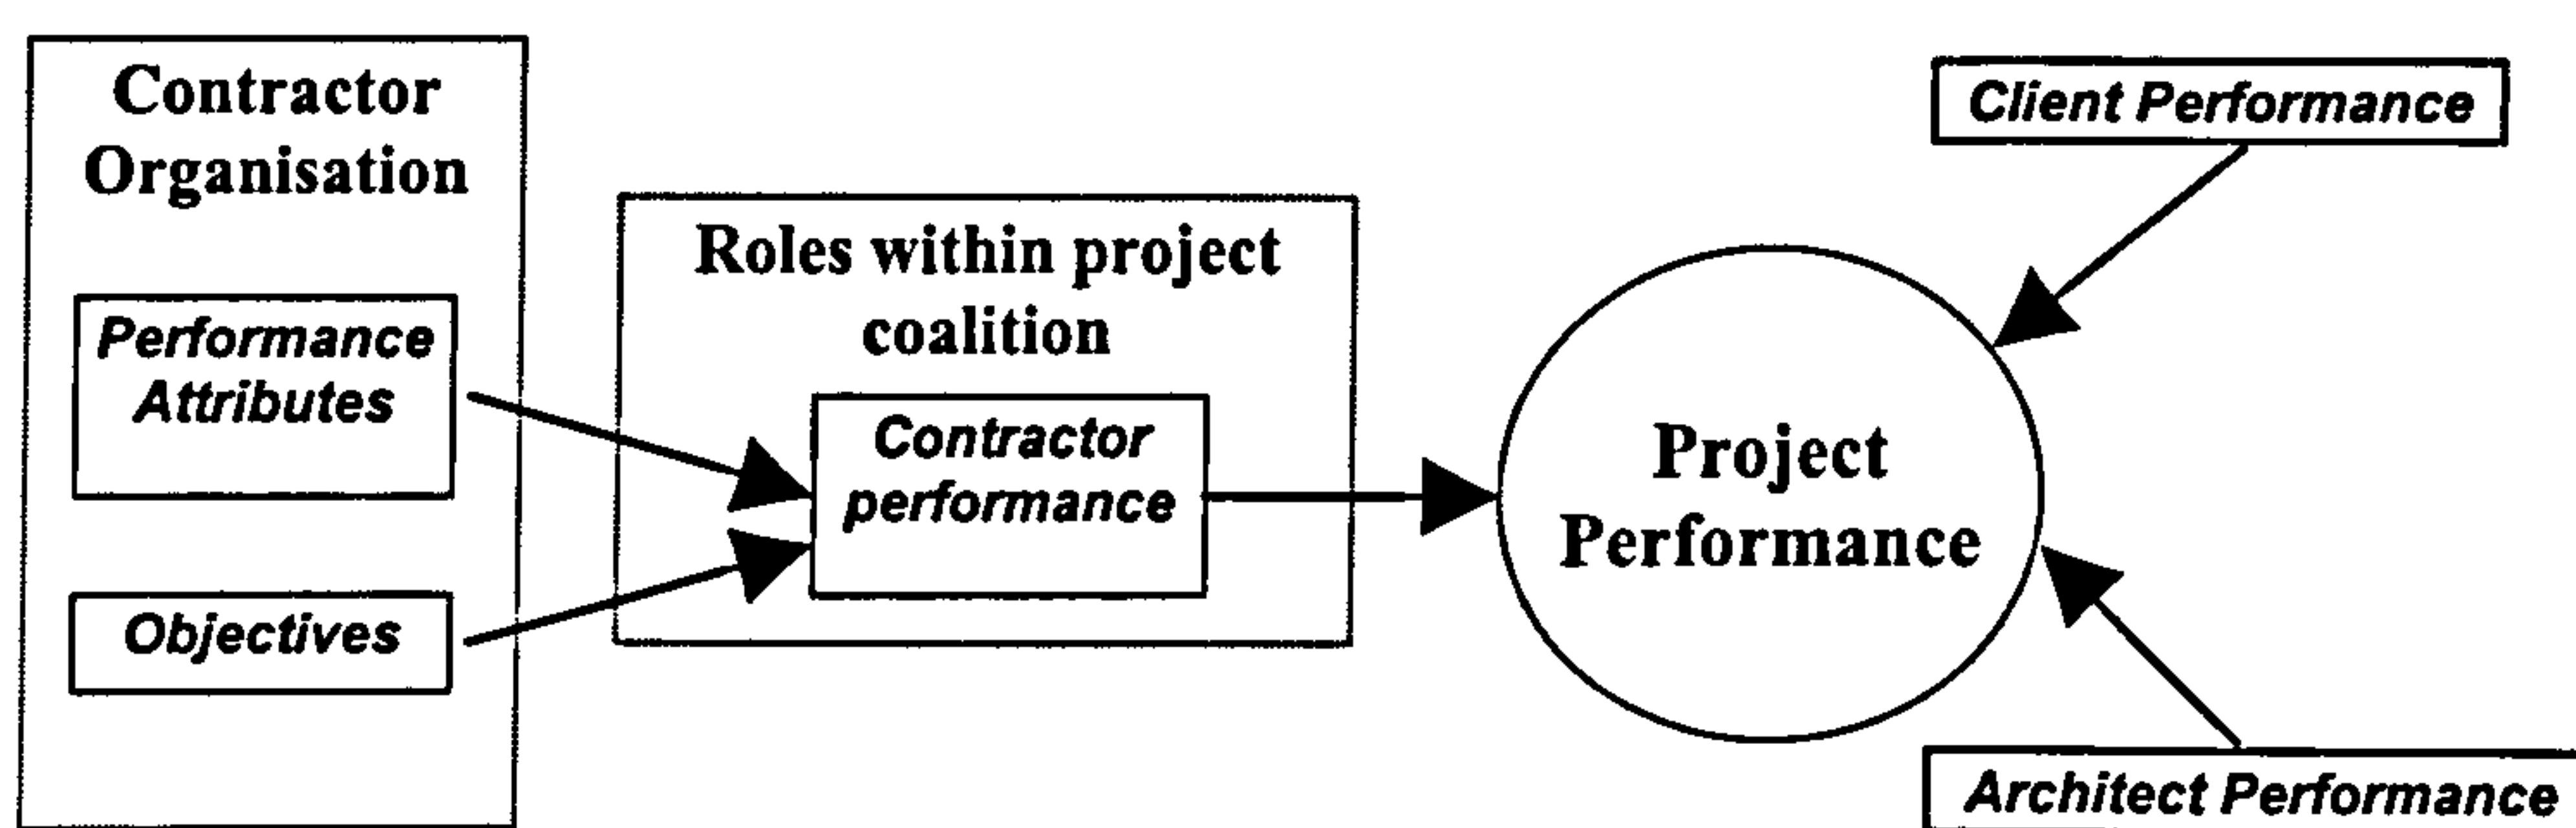 Contractor
Organisation
Performance
Attributes
Objectives
Roles within project
coalition
Contractor
performance
Project
Performance
Client Performance
Architect Performance